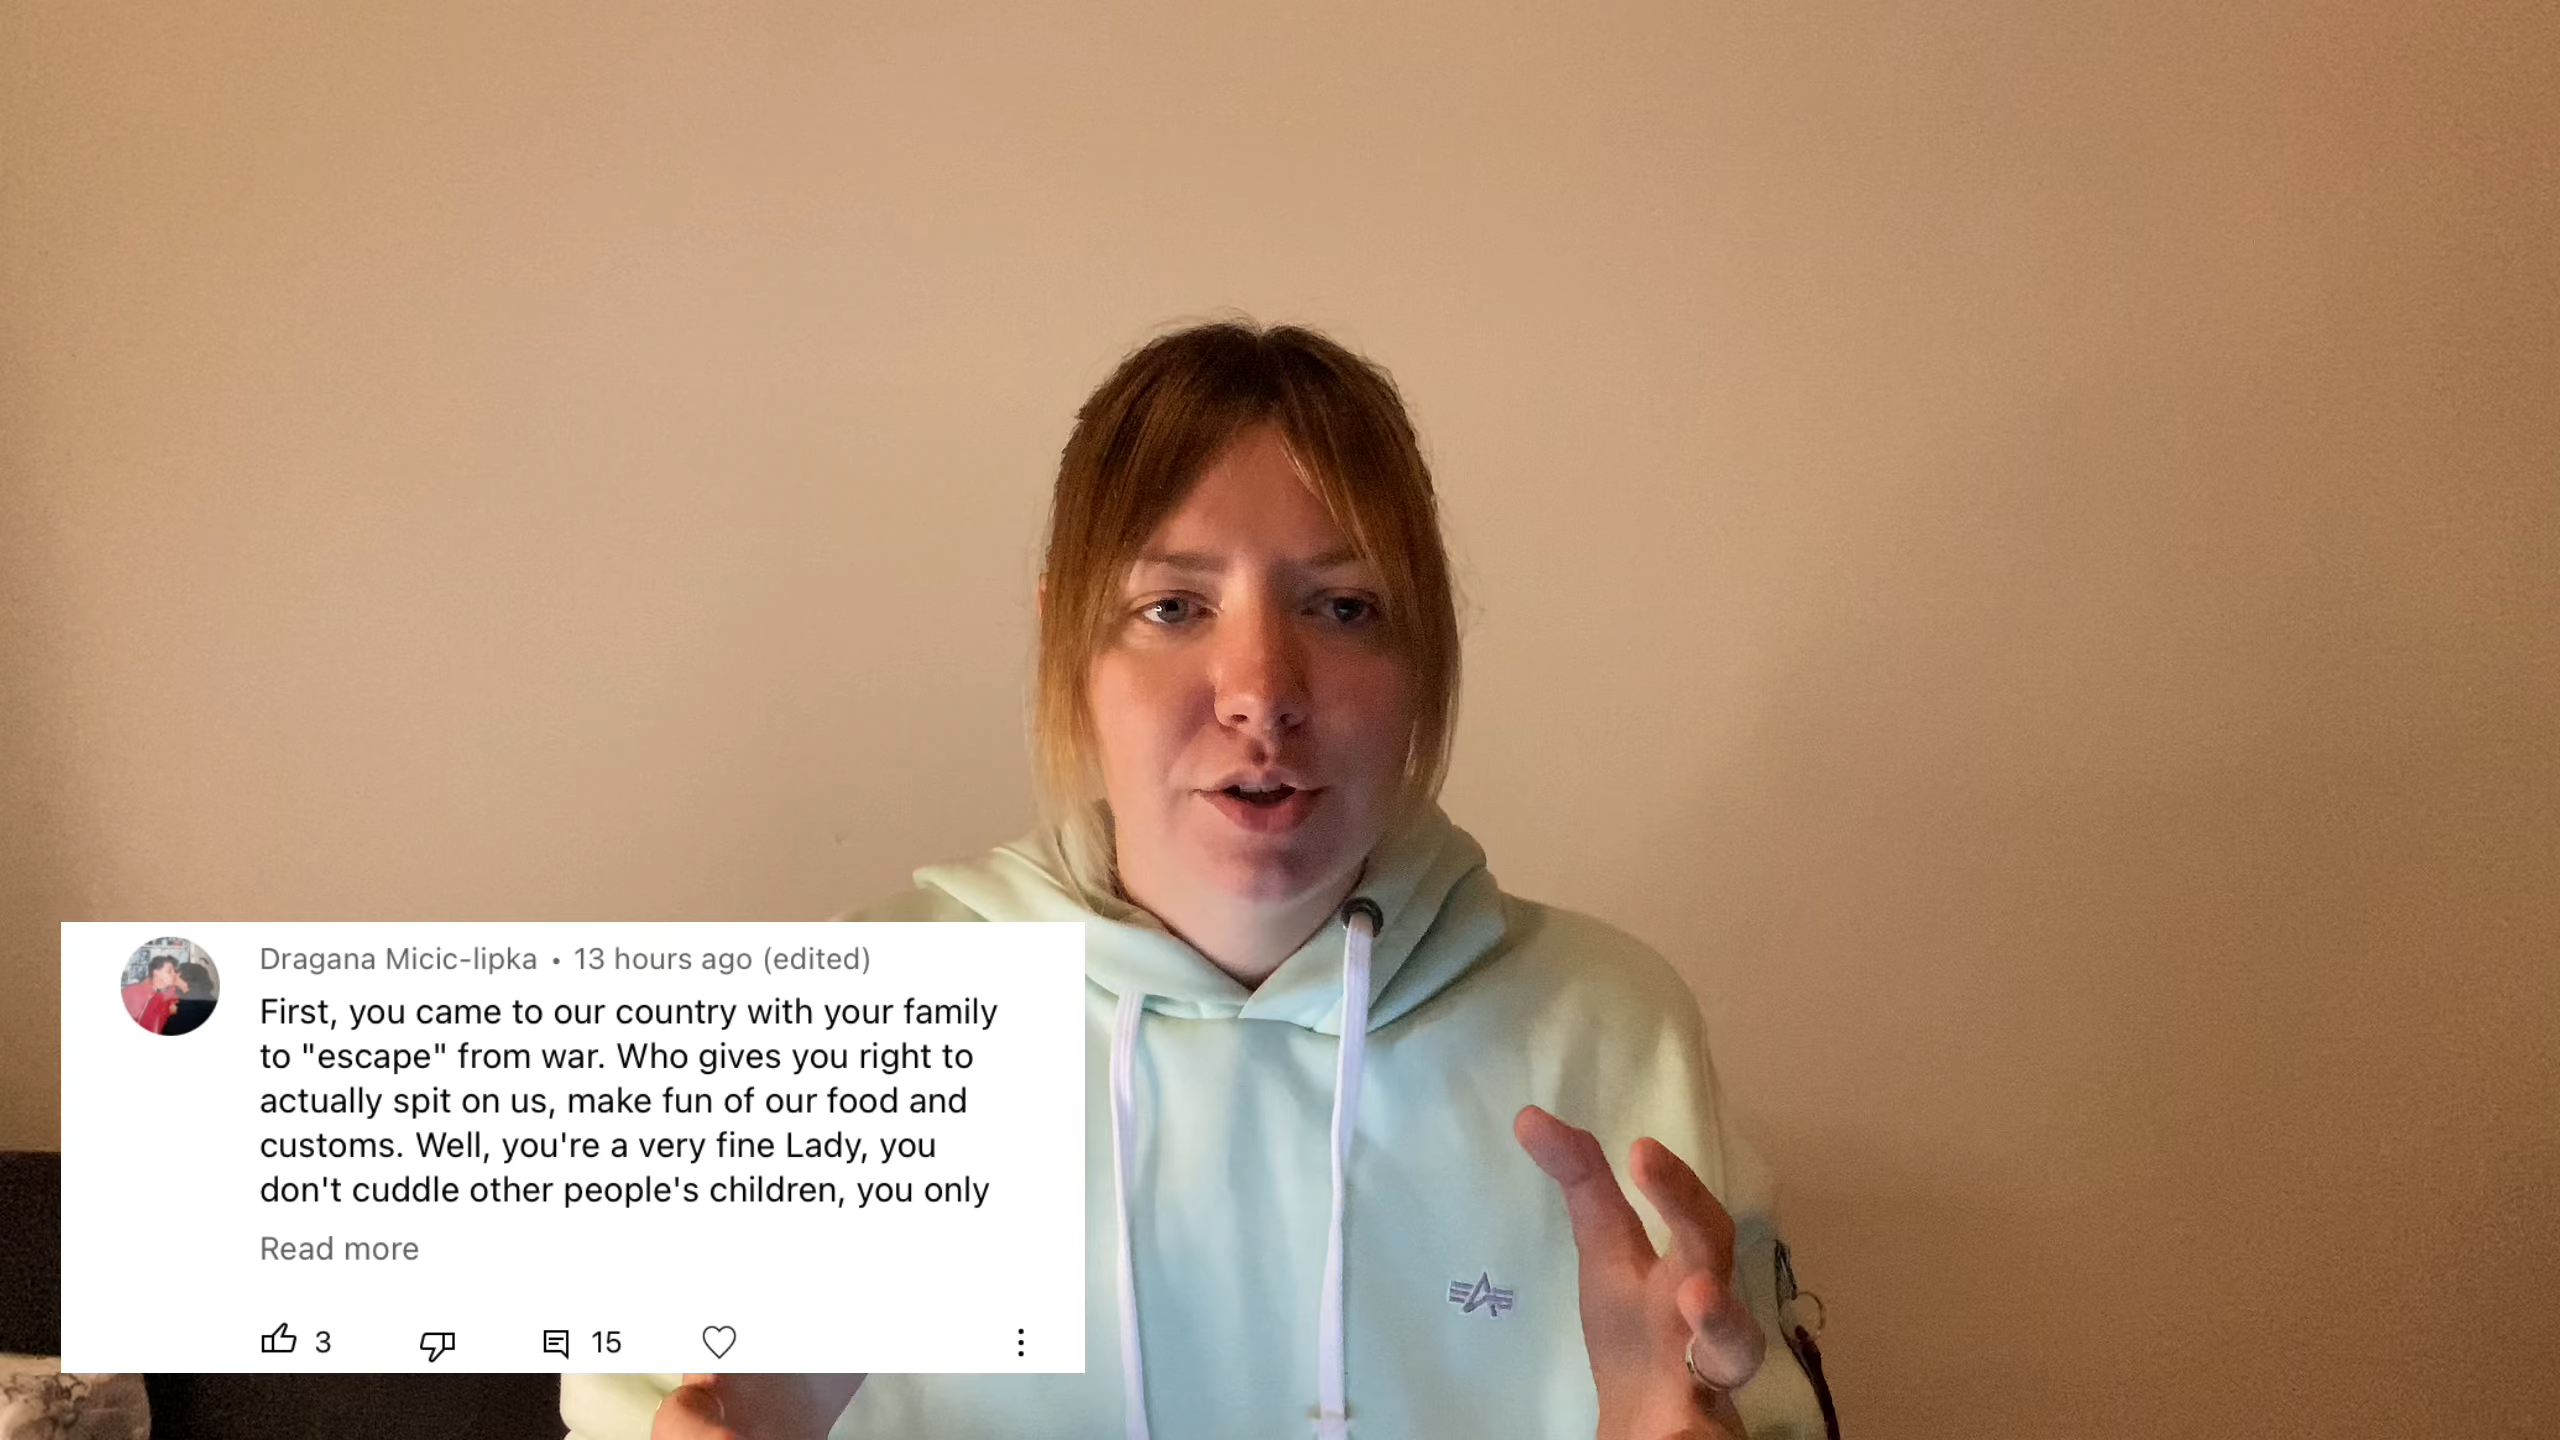 Dragana Micic-lipka • 13 hours ago (edited)
First, you came to our country with your family
to "escape" from war. Who gives you right to
actually spit on us, make fun of our food and
customs. Well, you're a very fine Lady, you
don't cuddle other people's children, you only
Read more
3
15